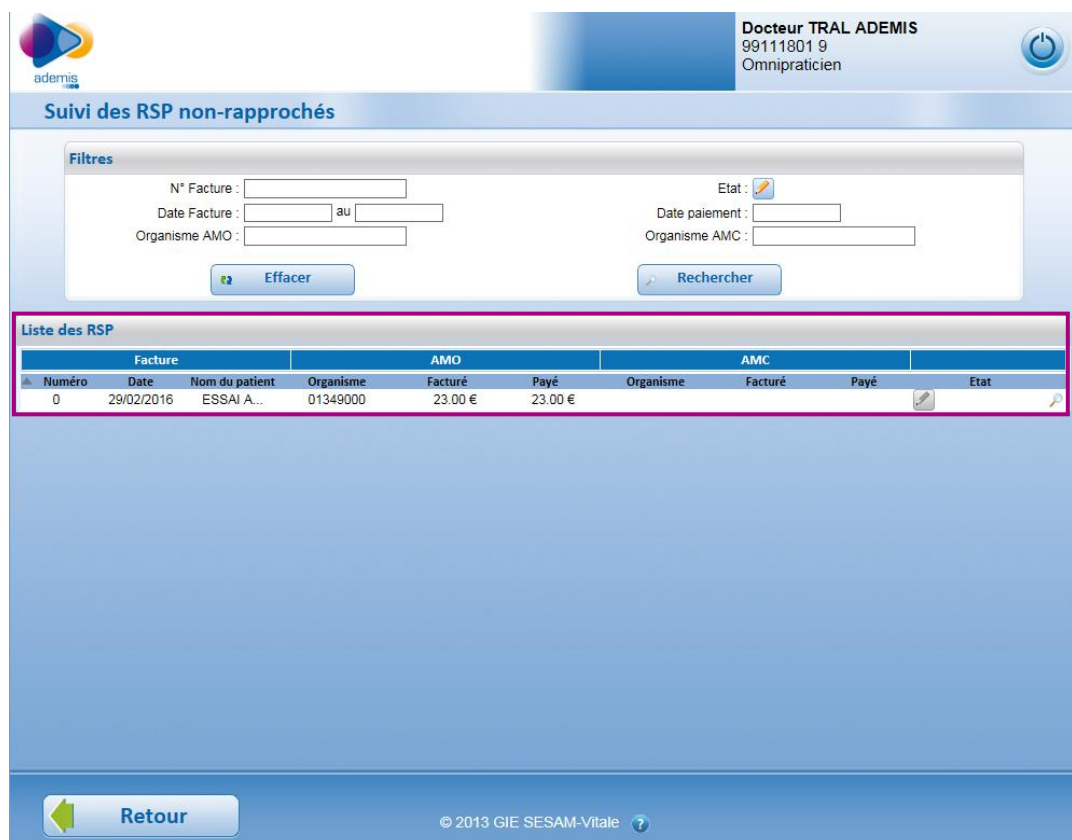 Docteur TRAL ADEMIS
99111801 9
Omnipraticien
ademis
Suivi des RSP non-rapprochés
Filtres
N° Facture : Etat :
Date Facture : au Date paiement :
Organisme AMO : Organisme AMC :
Effacer Rechercher
Liste des RSP
Facture AMO AMC
Numéro Date Nom du patient Organisme Facturé Payé Organisme Facturé Payé Etat
0 29/02/2016 ESSAI A... 01349000 23.00 € 23.00 €
Retour © 2013 GIE SESAM-Vitale ?